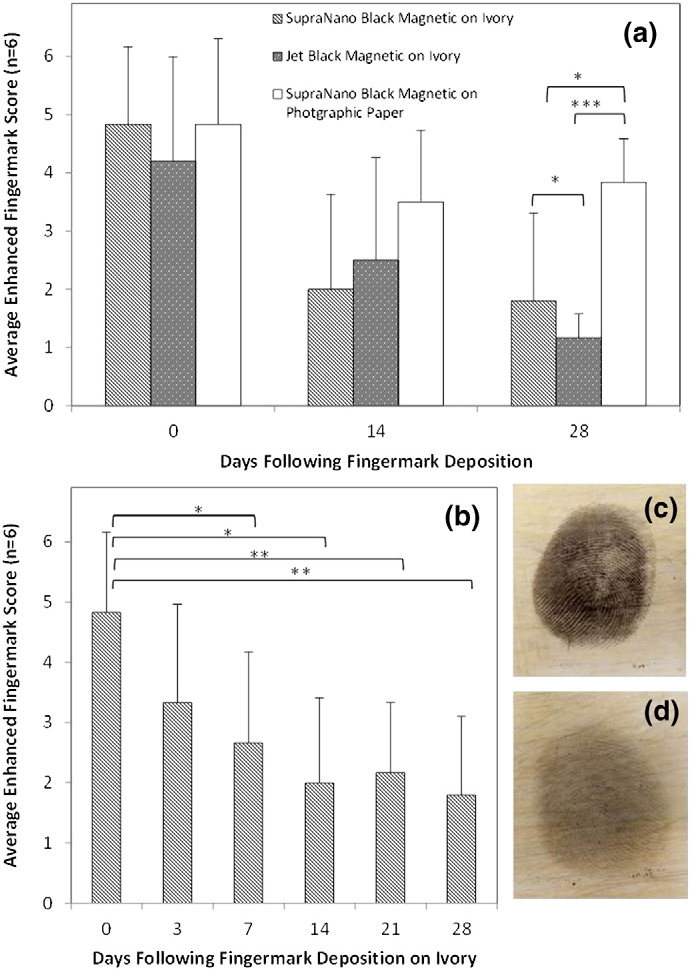 (a)
SupraNano Black Magnetic on Ivory
Jet Black Magnetic on Ivory
SupraNano Black Magnetic on
Photgraphic Paper
Average Enhanced Fingermark Score (n=6)
6
5
4
3
2
1
0
*
***
*
0 14 28
Days Following Fingermark Deposition
(b)
Average Enhanced Fingermark Score (n=6)
6
5
4
3
2
1
0
*
*
**
**
0 3 7 14 21 28
Days Following Fingermark Deposition on Ivory
(c)
(d)